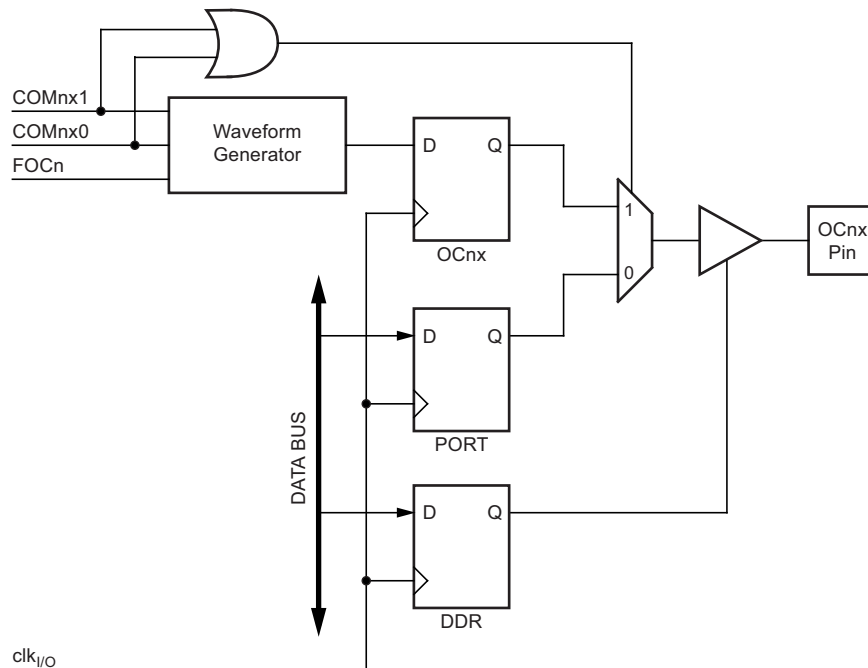 COMnx1
COMnx0
FOCn
Waveform
Generator
D Q
OCnx
1
0
OCnx
Pin
D Q
PORT
DATA BUS
D Q
DDR
clkI/O